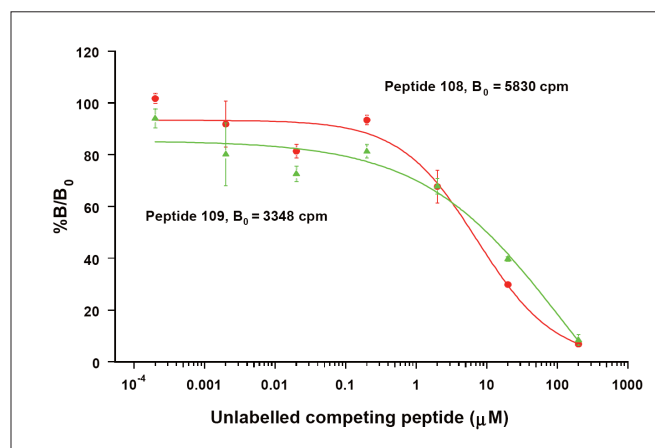 120
100
80
60
40
20
0
%B/B₀
Peptide 108, B₀ = 5830 cpm
Peptide 109, B₀ = 3348 cpm
10⁻⁴ 0.001 0.01 0.1 1 10 100 1000
Unlabelled competing peptide (μM)